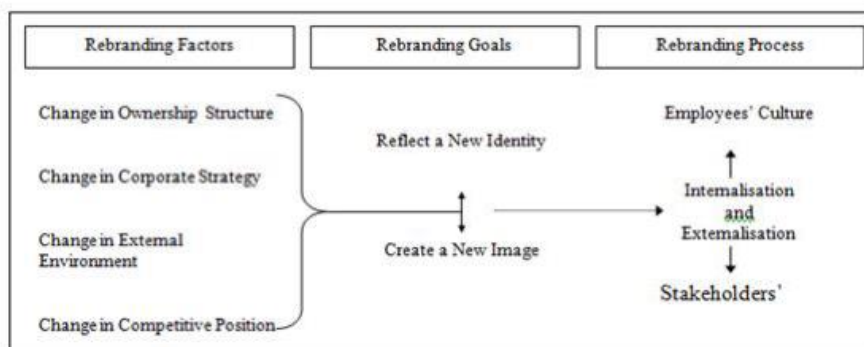 Rebranding Factors
Rebranding Goals
Rebranding Process
Change in Ownership Structure
Change in Corporate Strategy
Change in External
Environment
Change in Competitive Position
Reflect a New Identity
Create a New Image
Employees' Culture
Internalisation
and
Externalisation
Stakeholders'